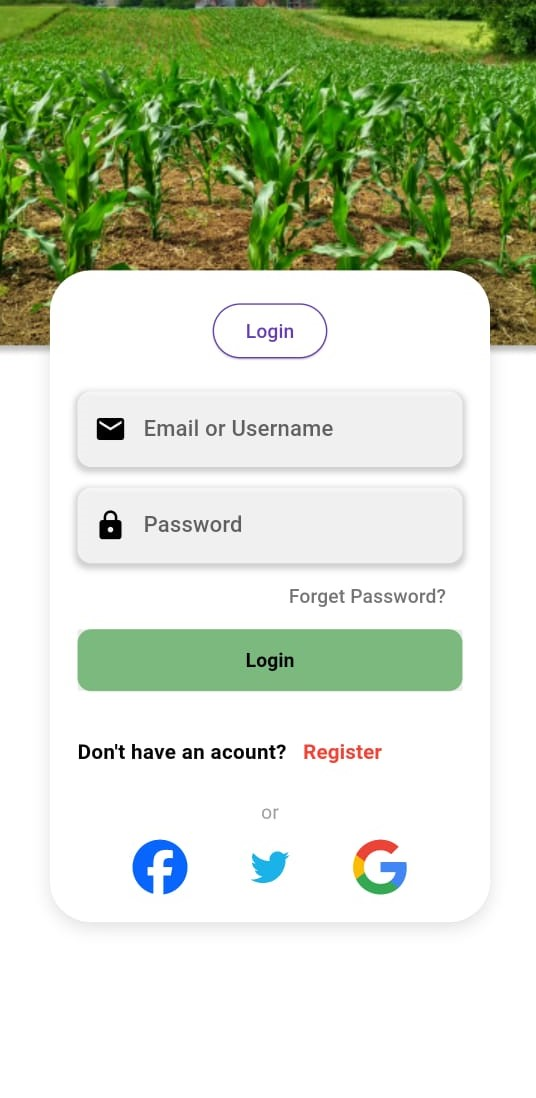 Login
Email or Username
Password
Forget Password?
Login
Don't have an acount? Register
or